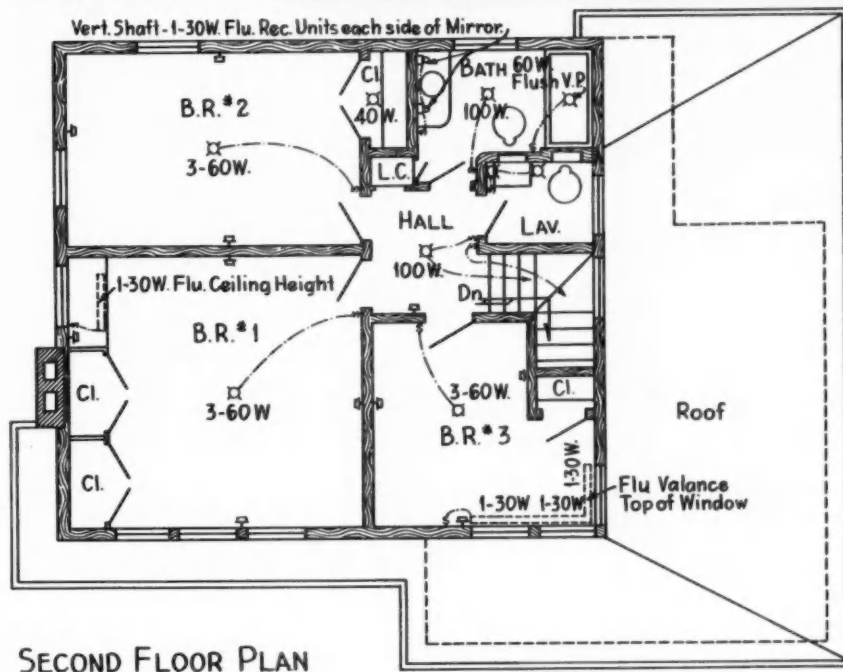 Vert. Shaft - 1-30W. Flu. Rec. Units each side of Mirror.
Cl.
BATH
60W.
Flush V.P.
B.R. #2
40W.
100W.
3-60W.
L.C.
HALL
LAV.
1-30W. Flu. Ceiling Height
100W.
Dn.
B.R. #1
Cl.
3-60W
3-60W.
Cl.
B.R. #3
Roof
Cl.
1-30W.
1-30W 1-30W
Flu Valance
Top of Window
SECOND FLOOR PLAN